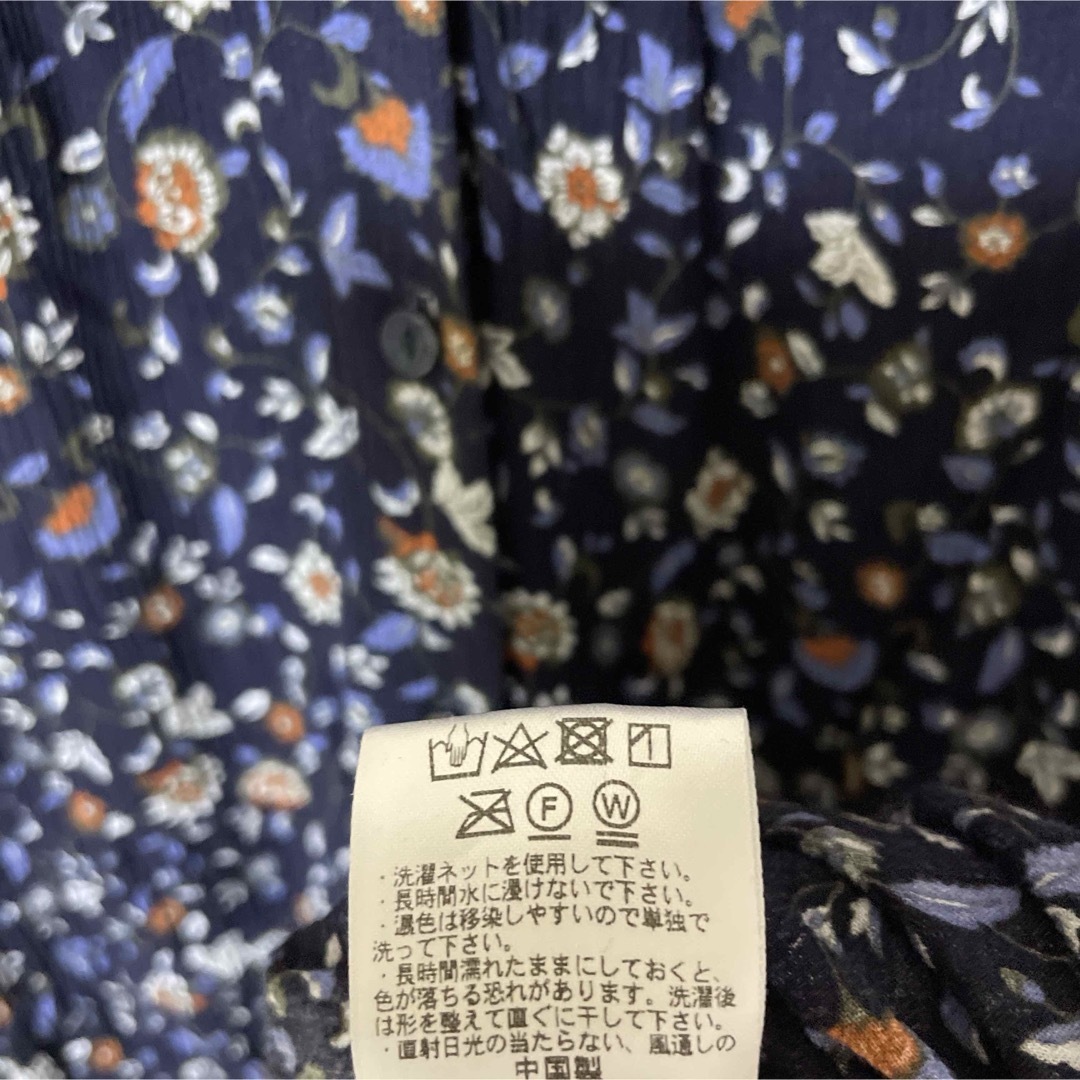 F W
・洗濯ネットを使用して下さい。
・長時間水に浸けないで下さい。
・濃色は移染しやすいので単独で
洗って下さい。
・長時間濡れたままにしておくと、
色が落ちる恐れがあります。洗濯後
は形を整えて直ぐに干して下さい。
・直射日光の当たらない、風通しの
中国製